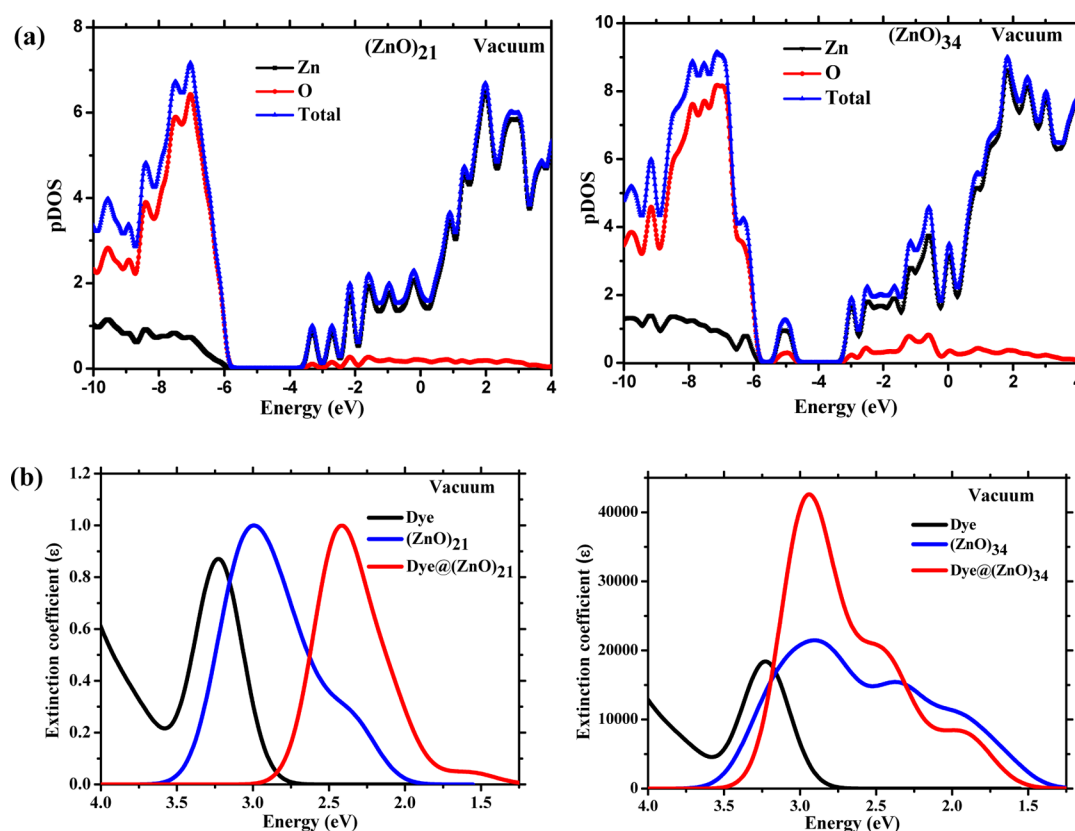 (a)
(ZnO)21 Vacuum
Zn
O
Total
pDOS
8
6
4
2
0
-10 -8 -6 -4 -2 0 2 4
Energy (eV)
(ZnO)34 Vacuum
Zn
O
Total
pDOS
10
8
6
4
2
0
-10 -8 -6 -4 -2 0 2 4
Energy (eV)
(b)
Vacuum
Dye
(ZnO)21
Dye@(ZnO)21
Extinction coefficient (ε)
1.2
1.0
0.8
0.6
0.4
0.2
0.0
4.0 3.5 3.0 2.5 2.0 1.5
Energy (eV)
Vacuum
Dye
(ZnO)34
Dye@(ZnO)34
Extinction coefficient (ε)
40000
30000
20000
10000
0
4.0 3.5 3.0 2.5 2.0 1.5
Energy (eV)